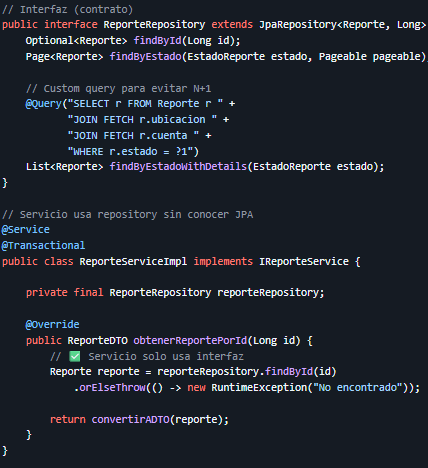 // Interfaz (contrato)
public interface ReporteRepository extends JpaRepository<Reporte, Long>
    Optional<Reporte> findById(Long id);
    Page<Reporte> findByEstado(EstadoReporte estado, Pageable pageable);

    // Custom query para evitar N+1
    @Query("SELECT r FROM Reporte r " +
           "JOIN FETCH r.ubicacion " +
           "JOIN FETCH r.cuenta " +
           "WHERE r.estado = ?1")
    List<Reporte> findByEstadoWithDetails(EstadoReporte estado);
}

// Servicio usa repository sin conocer JPA
@Service
@Transactional
public class ReporteServiceImpl implements IReporteService {

    private final ReporteRepository reporteRepository;

    @Override
    public ReporteDTO obtenerReportePorId(Long id) {
        // ✅ Servicio solo usa interfaz
        Reporte reporte = reporteRepository.findById(id)
            .orElseThrow(() -> new RuntimeException("No encontrado"));

        return convertirADTO(reporte);
    }
}